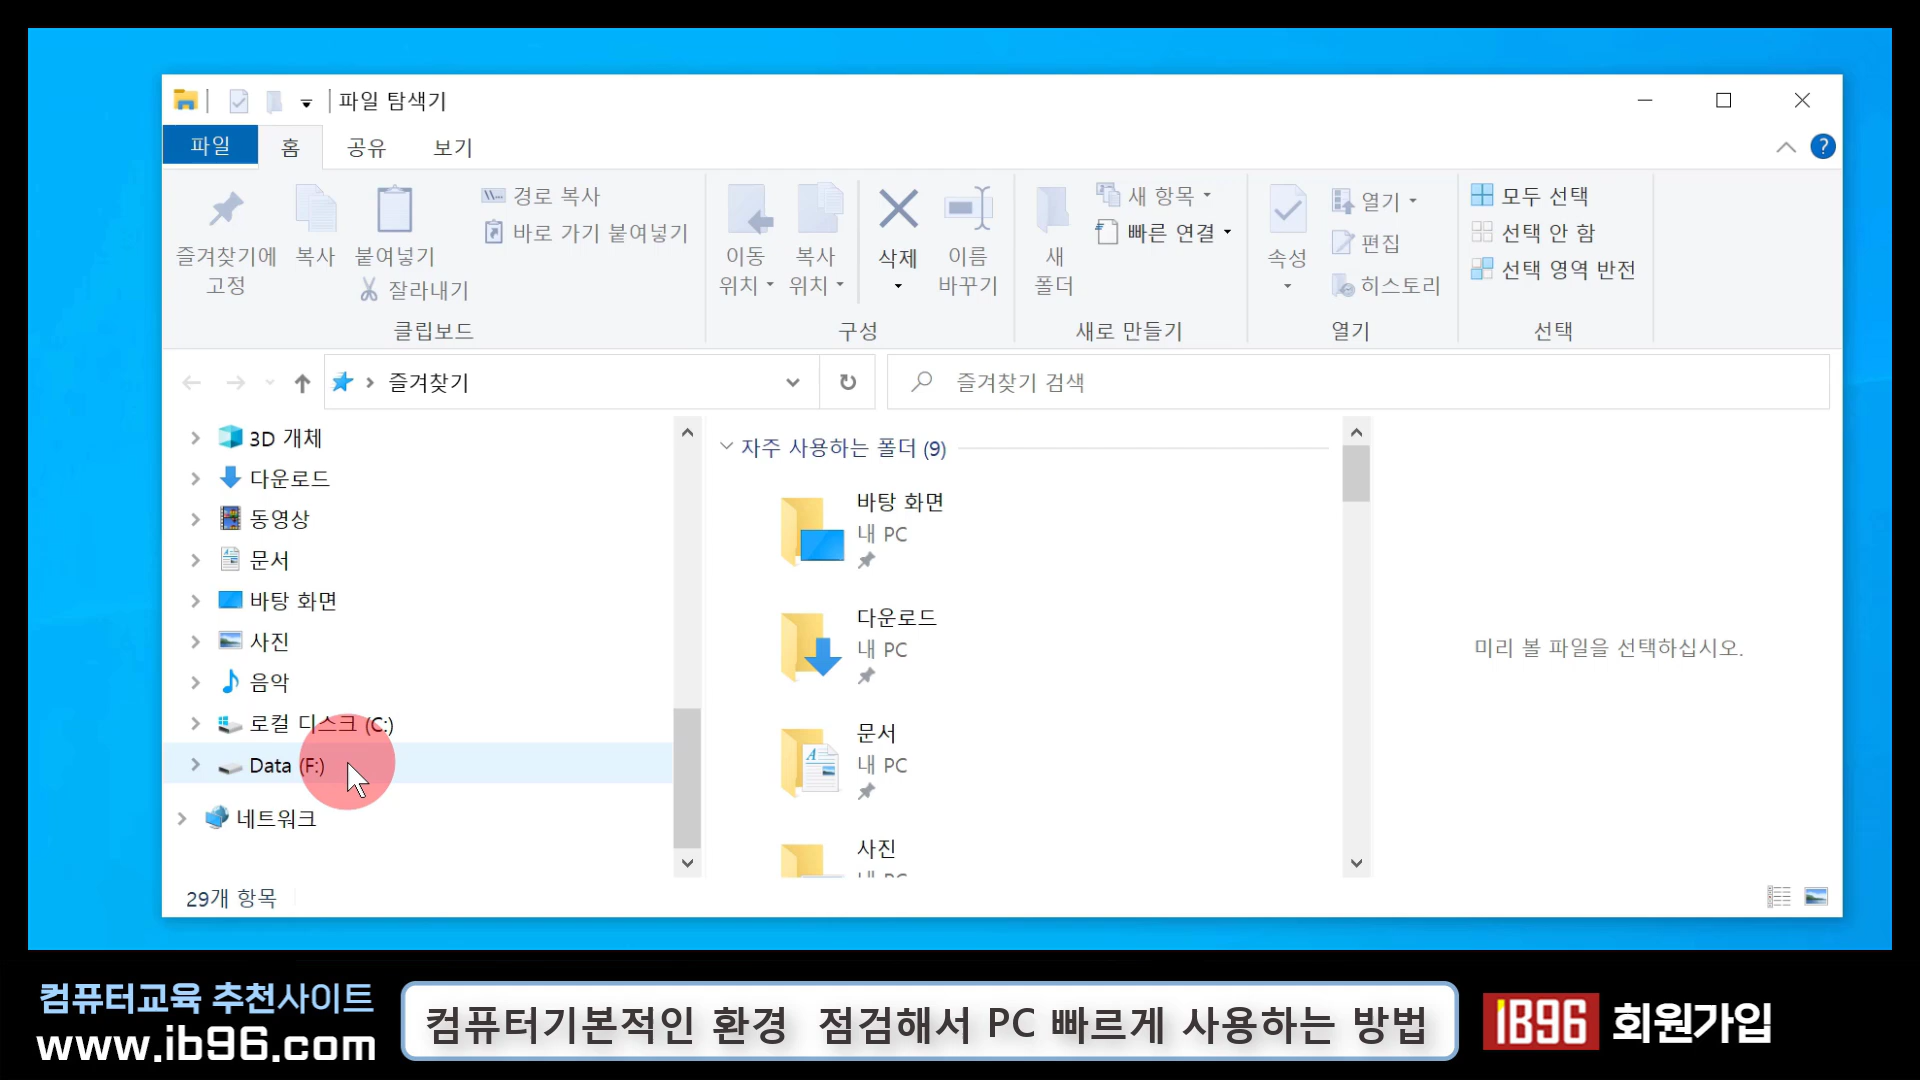 파일 탐색기
파일 홈 공유 보기
즐겨찾기에 고정
복사
붙여넣기
경로 복사
바로 가기 붙여넣기
잘라내기
클립보드
이동 위치
복사 위치
삭제
이름 바꾸기
구성
새 폴더
새 항목
빠른 연결
새로 만들기
속성
열기
편집
히스토리
열기
모두 선택
선택 안 함
선택 영역 반전
선택
즐겨찾기
즐겨찾기 검색
3D 개체
다운로드
동영상
문서
바탕 화면
사진
음악
로컬 디스크 (C:)
Data (F:)
네트워크
자주 사용하는 폴더 (9)
바탕 화면
내 PC
다운로드
내 PC
문서
내 PC
사진
내 PC
미리 볼 파일을 선택하십시오.
29개 항목
컴퓨터교육 추천사이트
www.ib96.com
컴퓨터기본적인 환경 점검해서 PC 빠르게 사용하는 방법
IB96 회원가입